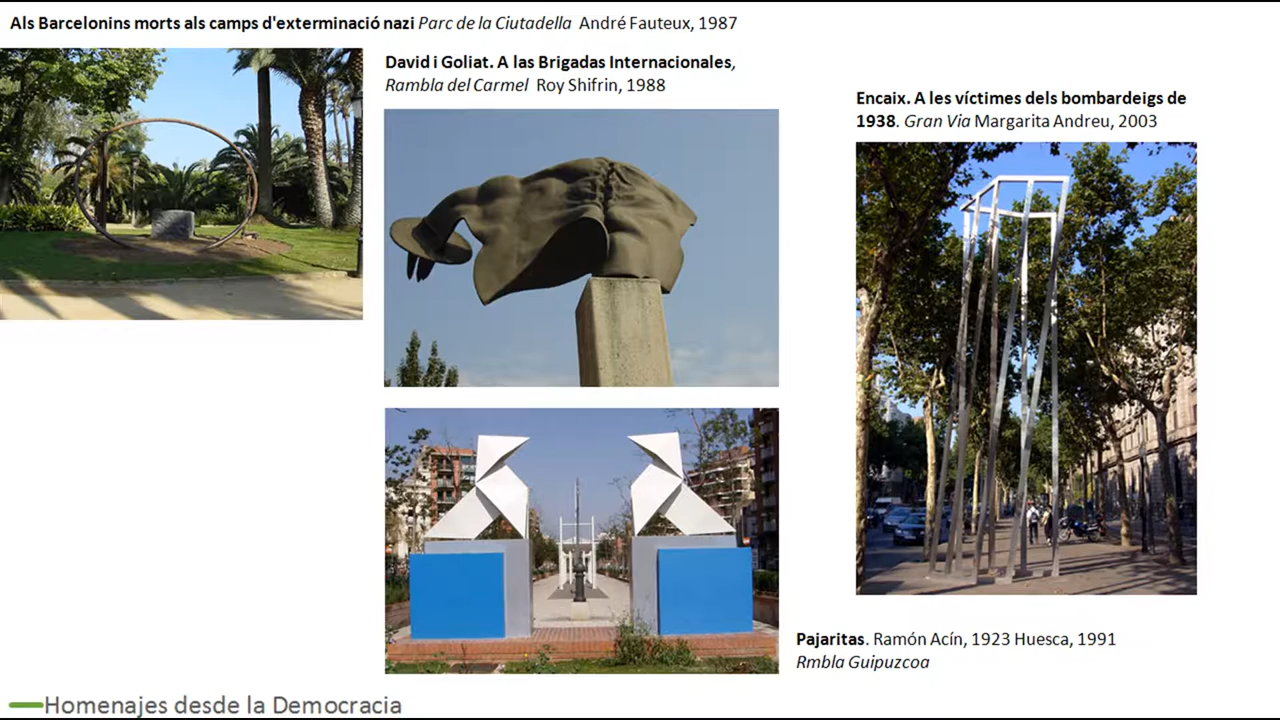 Als Barcelonins morts als camps d'exterminació nazi Parc de la Ciutadella André Fauteux, 1987
David i Goliat. A las Brigadas Internacionales,
Rambla del Carmel Roy Shifrin, 1988
Encaix. A les víctimes dels bombardeigs de
1938. Gran Via Margarita Andreu, 2003
Pajaritas. Ramón Acín, 1923 Huesca, 1991
Rmbla Guipuzcoa
Homenajes desde la Democracia